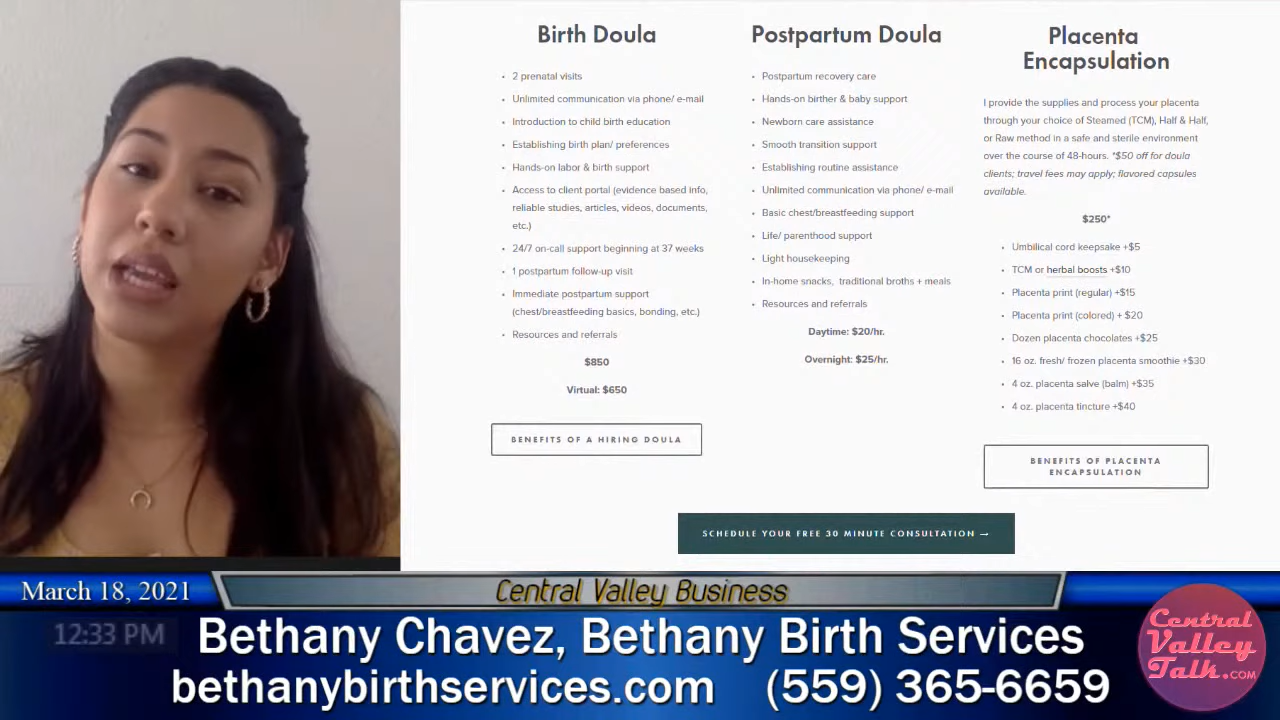 Birth Doula
• 2 prenatal visits
• Unlimited communication via phone/ e-mail
• Introduction to child birth education
• Establishing birth plan/ preferences
• Hands-on labor & birth support
• Access to client portal (evidence based info,
reliable studies, articles, videos, documents,
etc.)
• 24/7 on-call support beginning at 37 weeks
• 1 postpartum follow-up visit
• Immediate postpartum support
(chest/breastfeeding basics, bonding, etc.)
• Resources and referrals
$850
Virtual: $650
BENEFITS OF A HIRING DOULA
Postpartum Doula
• Postpartum recovery care
• Hands-on birther & baby support
• Newborn care assistance
• Smooth transition support
• Establishing routine assistance
• Unlimited communication via phone/ e-mail
• Basic chest/breastfeeding support
• Life/ parenthood support
• Light housekeeping
• In-home snacks, traditional broths + meals
• Resources and referrals
Daytime: $20/hr.
Overnight: $25/hr.
Placenta
Encapsulation
I provide the supplies and process your placenta
through your choice of Steamed (TCM), Half & Half,
or Raw method in a safe and sterile environment
over the course of 48-hours. *$50 off for doula
clients; travel fees may apply; flavored capsules
available.
$250*
• Umbilical cord keepsake +$5
• TCM or herbal boosts +$10
• Placenta print (regular) +$15
• Placenta print (colored) + $20
• Dozen placenta chocolates +$25
• 16 oz. fresh/ frozen placenta smoothie +$30
• 4 oz. placenta salve (balm) +$35
• 4 oz. placenta tincture +$40
BENEFITS OF PLACENTA
ENCAPSULATION
SCHEDULE YOUR FREE 30 MINUTE CONSULTATION →
March 18, 2021
Central Valley Business
12:33 PM
Bethany Chavez, Bethany Birth Services
bethanybirthservices.com (559) 365-6659
Central
Valley
Talk.COM